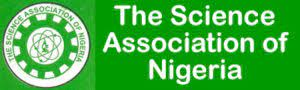 THE SCIENCE ASSOCIATION OF NIGERIA
The Science
Association of
Nigeria